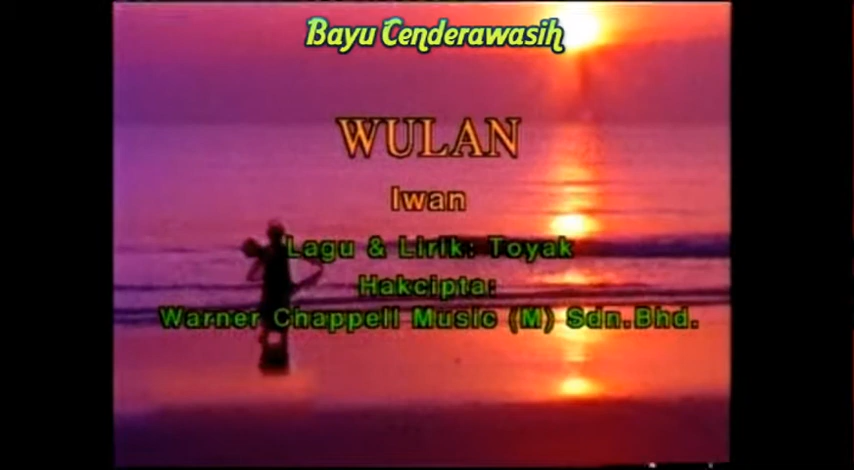 Bayu Cenderawasih
WULAN
Iwan
Lagu & Lirik: Toyak
Hakcipta:
Warner Chappell Music (M) Sdn.Bhd.